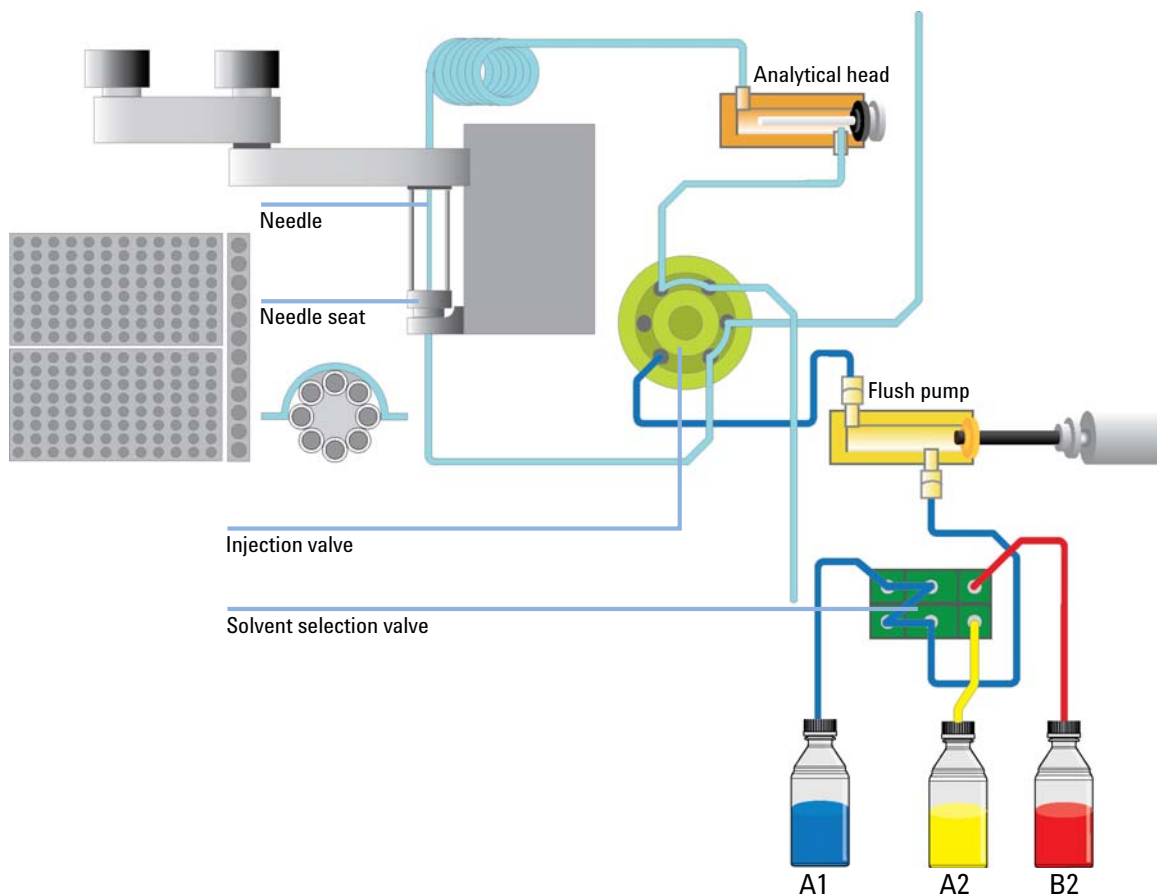 Analytical head
Needle
Needle seat
Flush pump
Injection valve
Solvent selection valve
A1
A2
B2